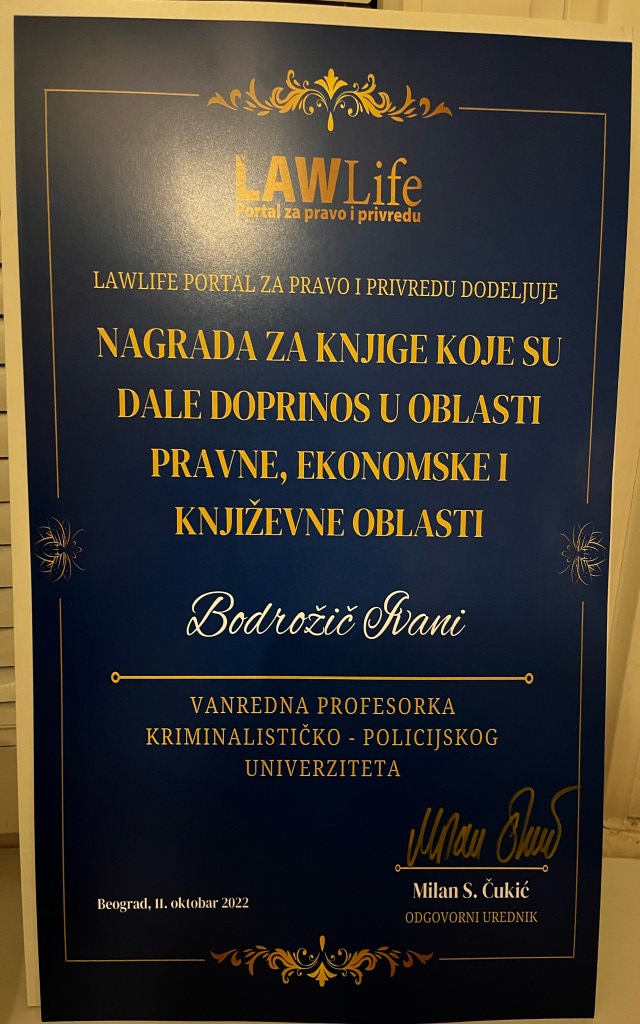 LAWLife
Portal za pravo i privredu
LAWLIFE PORTAL ZA PRAVO I PRIVREDU DODELJUJE
NAGRADA ZA KNJIGE KOJE SU
DALE DOPRINOS U OBLASTI
PRAVNE, EKONOMSKE I
KNJIŽEVNE OBLASTI
Bodrožič Ivani
VANREDNA PROFESORKA
KRIMINALISTIČKO - POLICIJSKOG
UNIVERZITETA
Milan S. Čukić
Beograd, 11. oktobar 2022
ODGOVORNI UREDNIK